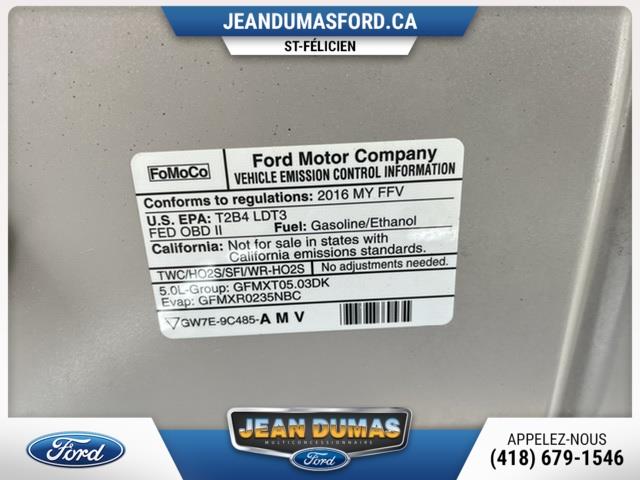 JEANDUMASFORD.CA
ST-FÉLICIEN
FoMoCo
Ford Motor Company
VEHICLE EMISSION CONTROL INFORMATION
Conforms to regulations: 2016 MY FFV
U.S. EPA: T2B4 LDT3
FED OBD II Fuel: Gasoline/Ethanol
California: Not for sale in states with
California emissions standards.
TWC/HO2S/SFI/WR-HO2S No adjustments needed.
5.0L-Group: GFMXT05.03DK
Evap: GFMXR0235NBC
GW7E-9C485-A M V
Ford
JEAN DUMAS
MULTICONCESSIONNAIRE
Ford
APPELEZ-NOUS
(418) 679-1546